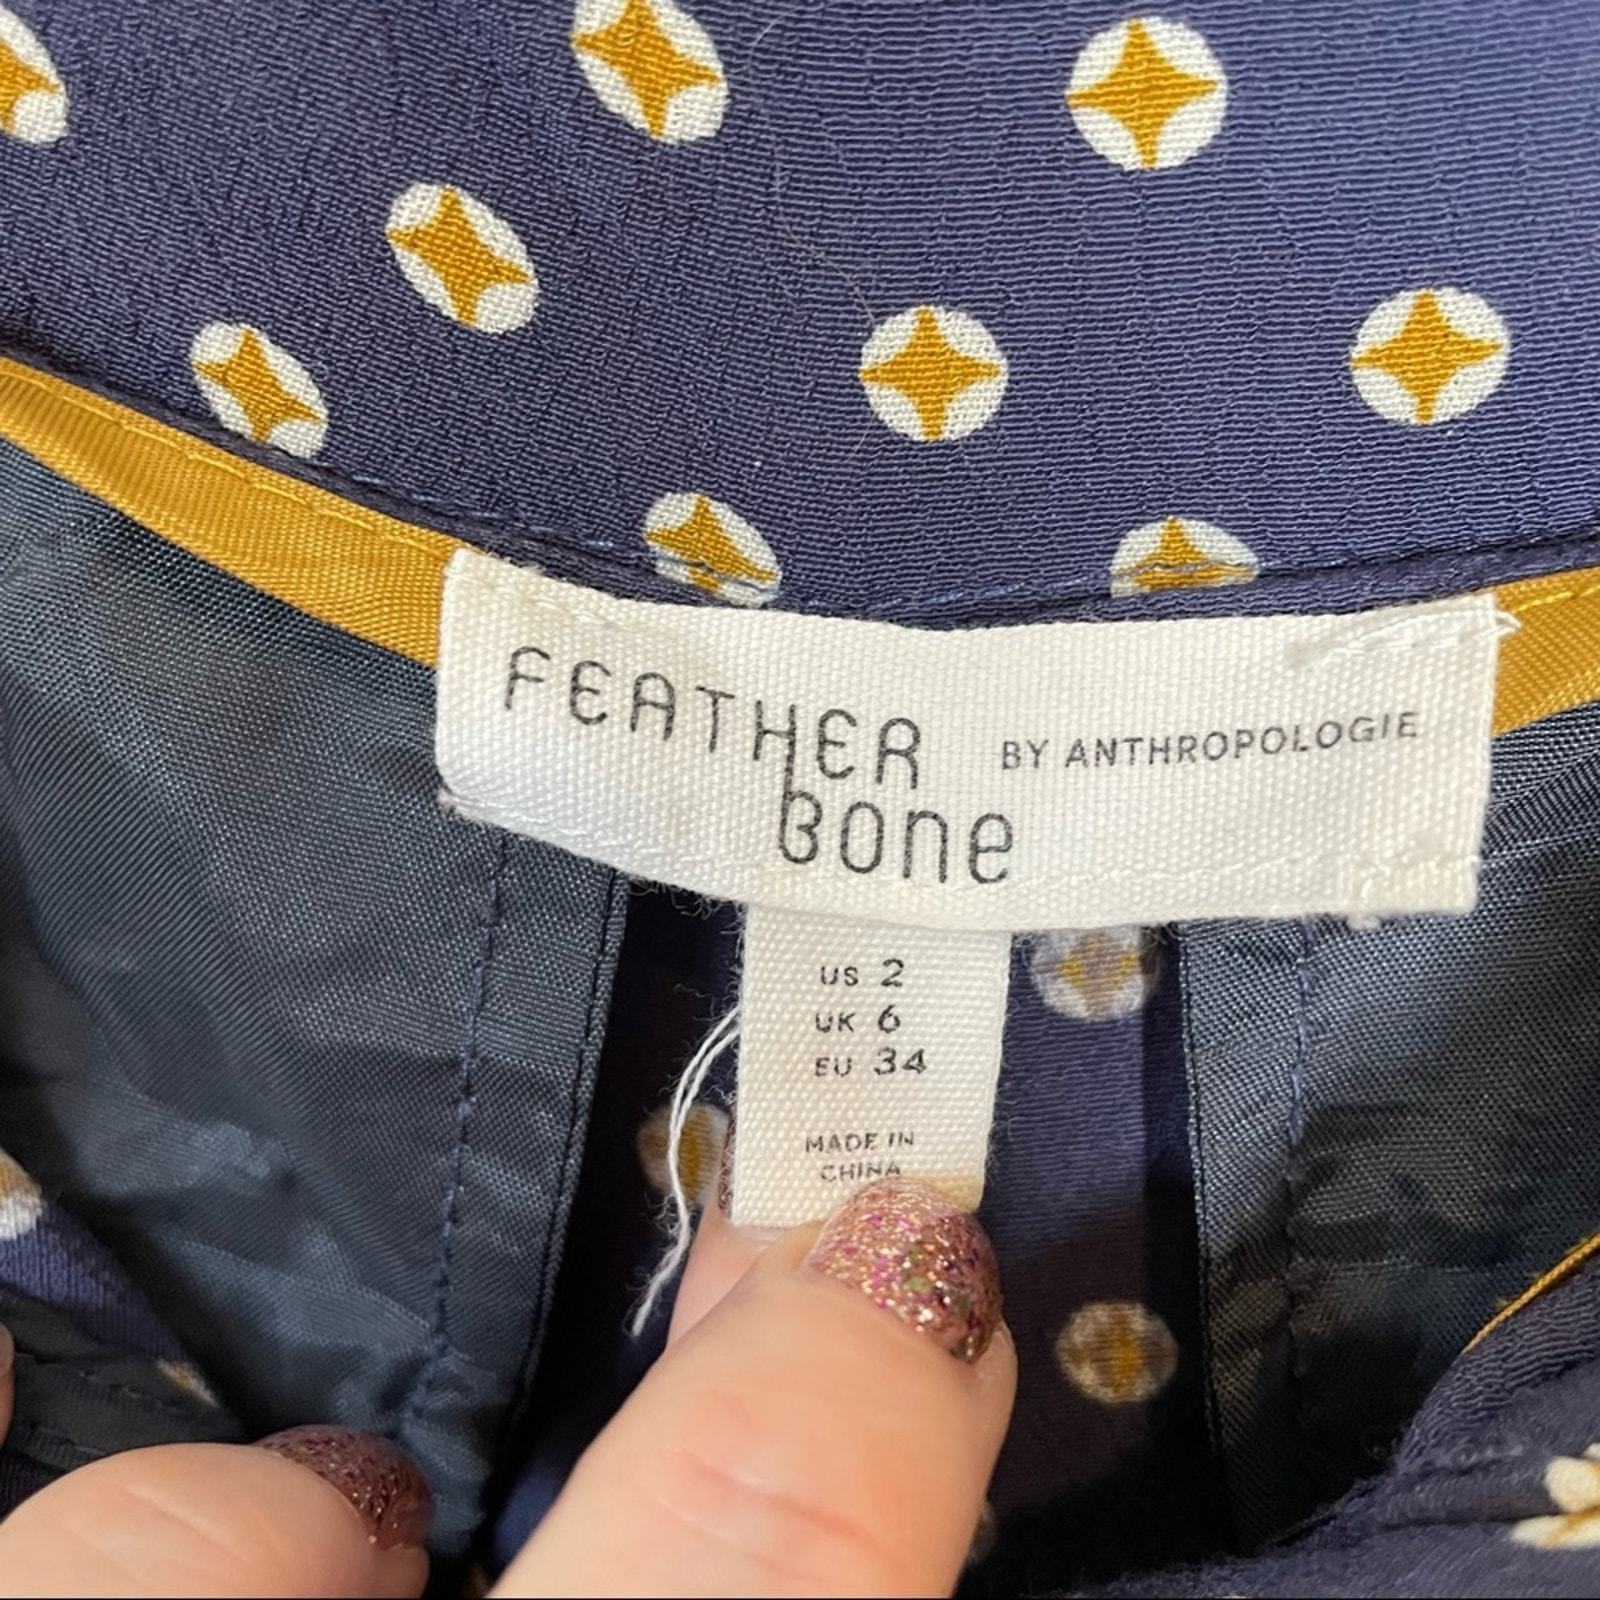 FEATHER BY ANTHROPOLOGIE
Bone
US 2
UK 6
EU 34
MADE IN
CHINA